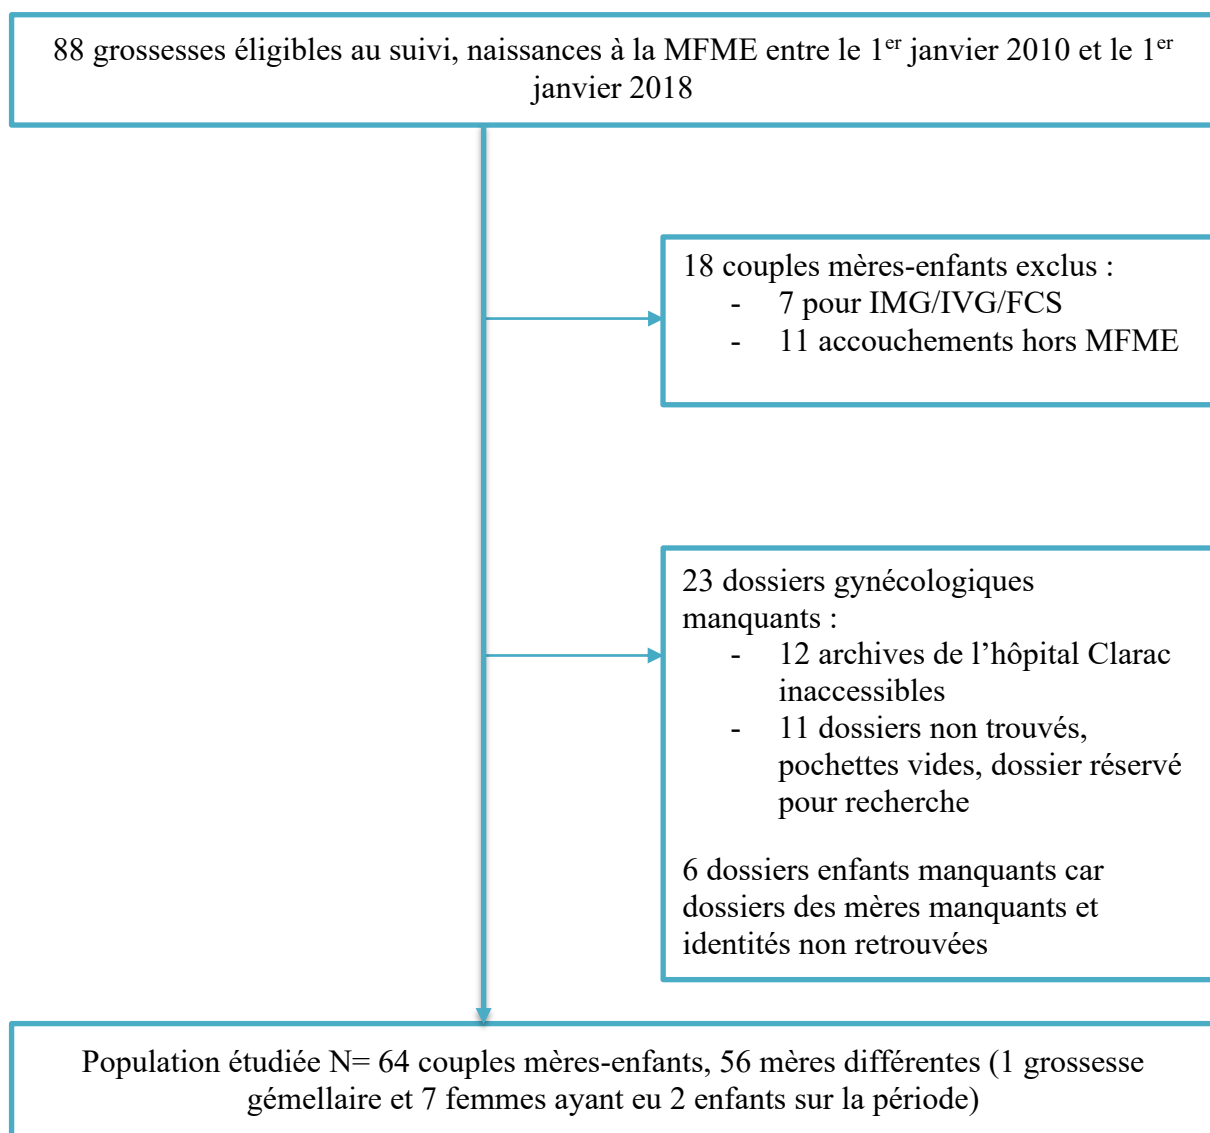 88 grossesses éligibles au suivi, naissances à la MFME entre le 1er janvier 2010 et le 1er
janvier 2018
18 couples mères-enfants exclus :
- 7 pour IMG/IVG/FCS
- 11 accouchements hors MFME
23 dossiers gynécologiques
manquants :
- 12 archives de l’hôpital Clarac
inaccessibles
- 11 dossiers non trouvés,
pochettes vides, dossier réservé
pour recherche
6 dossiers enfants manquants car
dossiers des mères manquants et
identités non retrouvées
Population étudiée N= 64 couples mères-enfants, 56 mères différentes (1 grossesse
gémellaire et 7 femmes ayant eu 2 enfants sur la période)